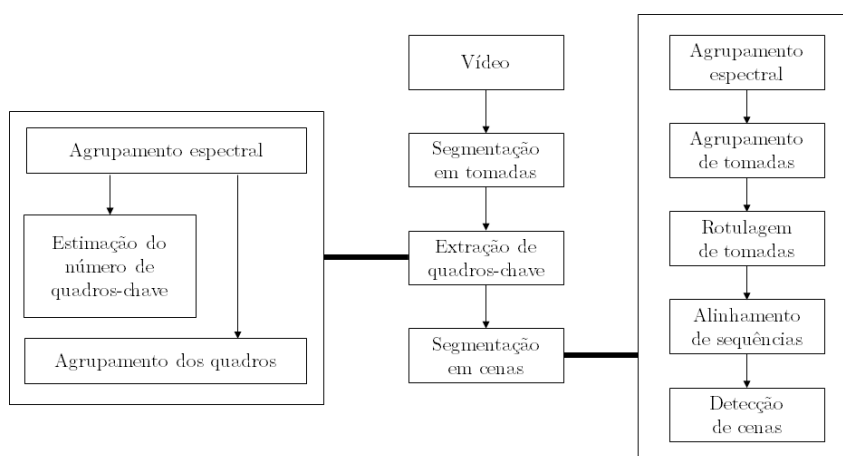 Vídeo
Segmentação
em tomadas
Extração de
quadros-chave
Segmentação
em cenas
Agrupamento espectral
Estimação do
número de
quadros-chave
Agrupamento dos quadros
Agrupamento
espectral
Agrupamento
de tomadas
Rotulagem
de tomadas
Alinhamento
de sequências
Detecção
de cenas